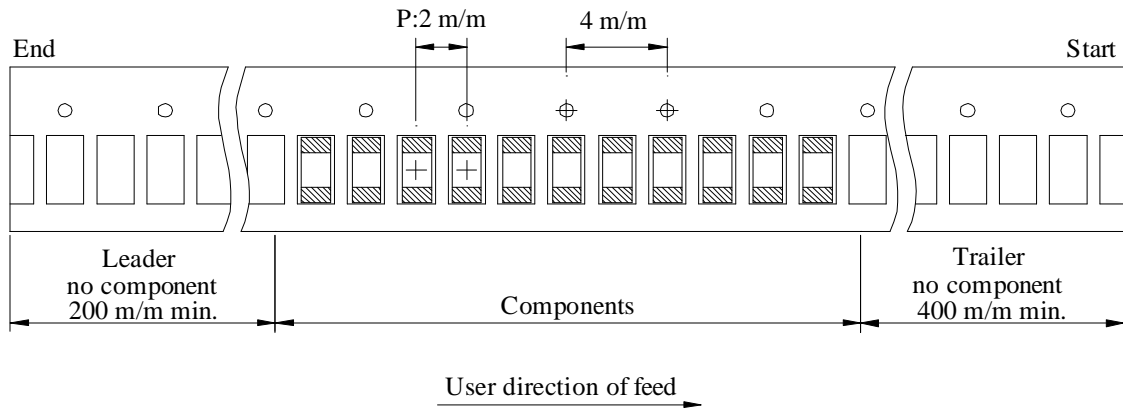 P:2 m/m
4 m/m
End
Start
Leader
no component
200 m/m min.
Components
Trailer
no component
400 m/m min.
User direction of feed